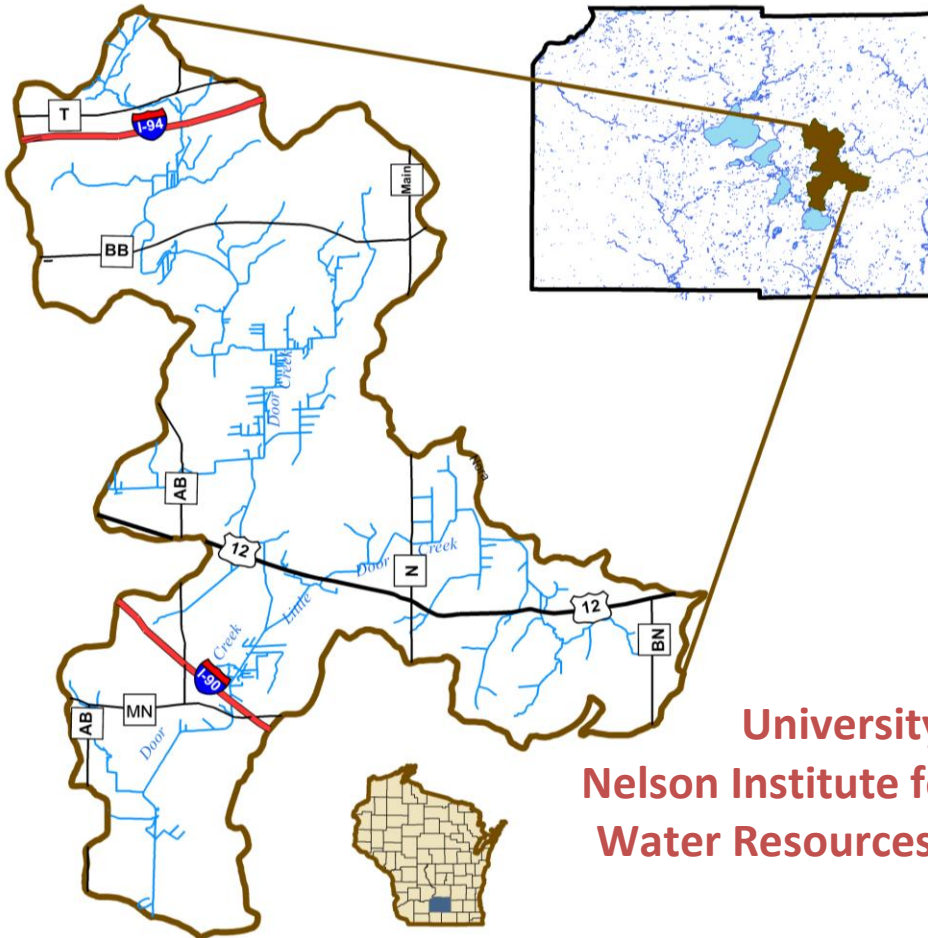 T
I-94
Main
BB
Door
Creek
AB
12
N
Little
Door
Creek
12
BN
I-90
Door
Creek
MN
AB
University
Nelson Institute
Water Resources